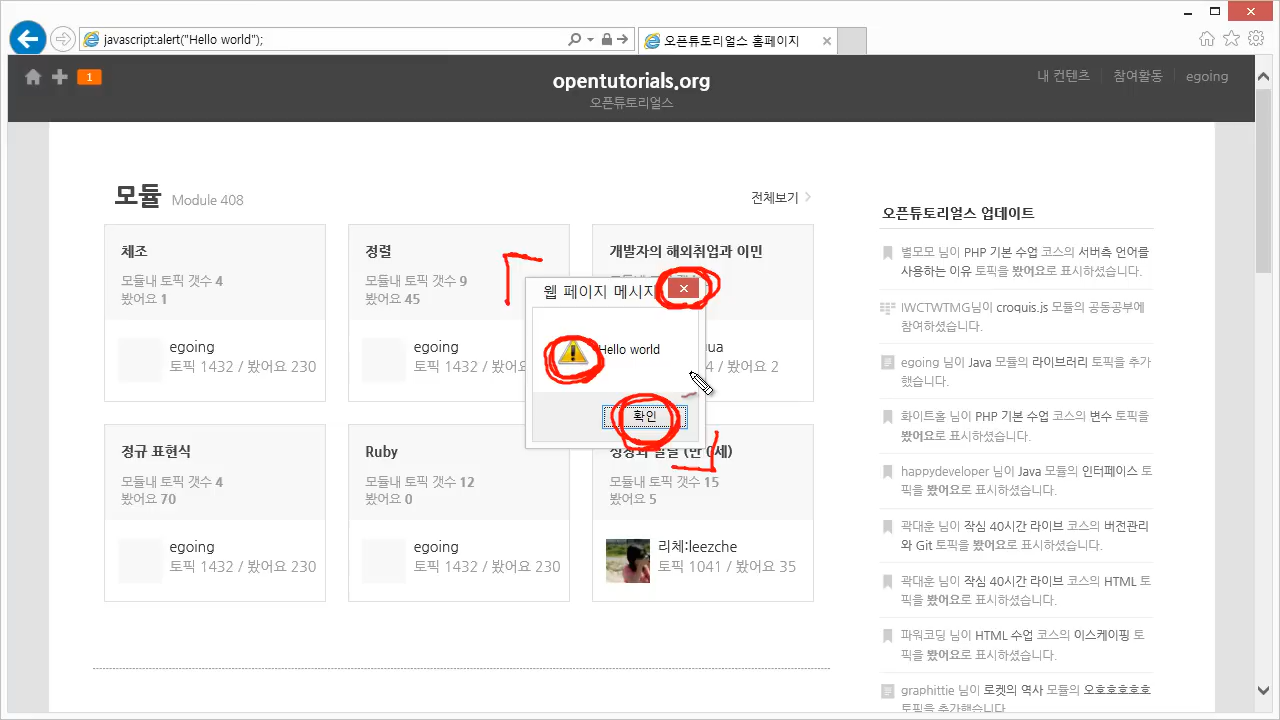 javascript:alert("Hello world");
오픈튜토리얼스 홈페이지
1
opentutorials.org
오픈튜토리얼스
내 컨텐츠
참여활동
egoing
모듈 Module 408
전체보기
체조
모듈내 토픽 갯수 4
봤어요 1
egoing
토픽 1432 / 봤어요 230
정렬
모듈내 토픽 갯수 9
봤어요 45
egoing
토픽 1432 / 봤어요
개발자의 해외취업과 이민
/ 봤어요 2
웹 페이지 메시지
Hello world
확인
정규 표현식
모듈내 토픽 갯수 4
봤어요 70
egoing
토픽 1432 / 봤어요 230
Ruby
모듈내 토픽 갯수 12
봤어요 0
egoing
토픽 1432 / 봤어요 230
모듈내 토픽 갯수 15
봤어요 5
리체:leezche
토픽 1041 / 봤어요 35
오픈튜토리얼스 업데이트
별모모 님이 PHP 기본 수업 코스의 서버측 언어를
사용하는 이유 토픽을 봤어요로 표시하셨습니다.
IWCTWTMG님이 croquis.js 모듈의 공동공부에
참여하셨습니다.
egoing 님이 Java 모듈의 라이브러리 토픽을 추가
했습니다.
화이트홀 님이 PHP 기본 수업 코스의 변수 토픽을
봤어요로 표시하셨습니다.
happydeveloper 님이 Java 모듈의 인터페이스 토
픽을 봤어요로 표시하셨습니다.
곽대훈 님이 작심 40시간 라이브 코스의 버전관리
와 Git 토픽을 봤어요로 표시하셨습니다.
곽대훈 님이 작심 40시간 라이브 코스의 HTML 토
픽을 봤어요로 표시하셨습니다.
파워코딩 님이 HTML 수업 코스의 이스케이핑 토
픽을 봤어요로 표시하셨습니다.
graphittie 님이 로켓의 역사 모듈의 오호호호호호
토픽을 추가했습니다.